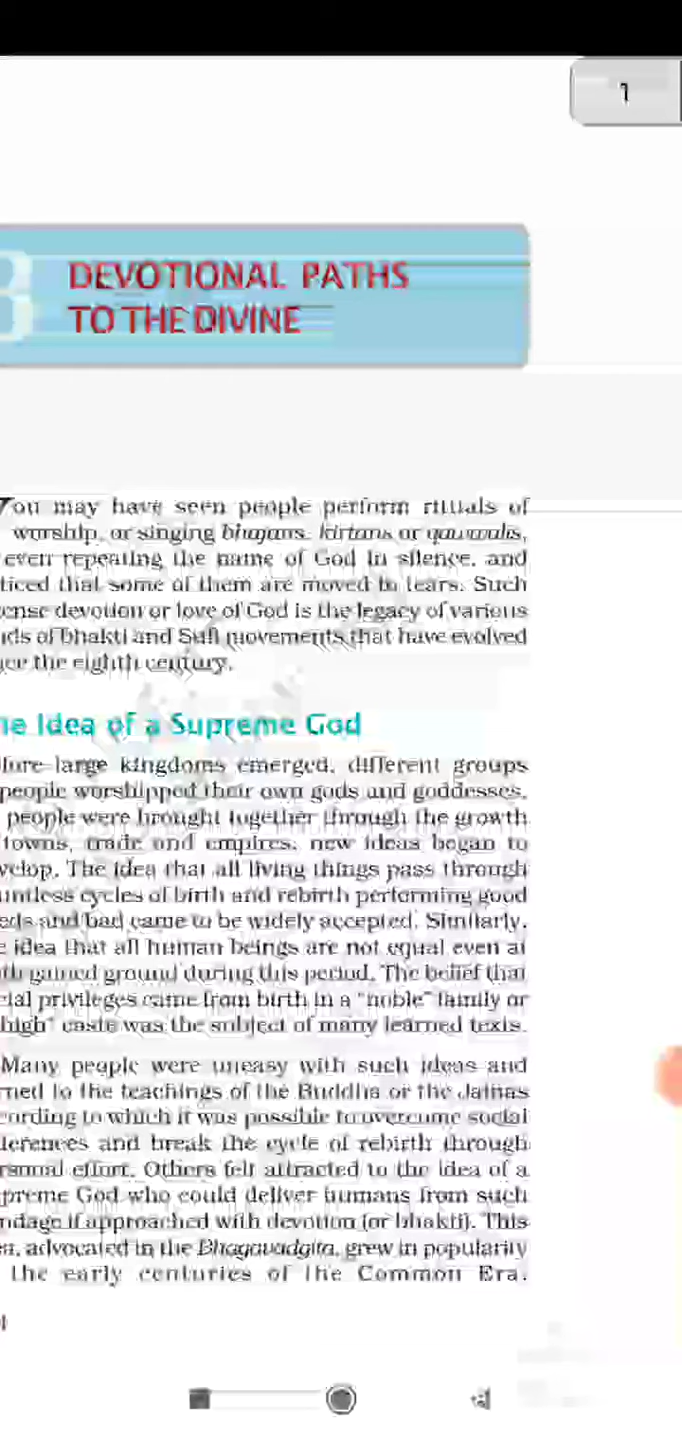 1
8
DEVOTIONAL PATHS
TO THE DIVINE
You may have seen people perform rituals of
worship, or singing bhajans, kirtans or qawwalis,
even repeating the name of God in silence, and
ticed that some of them are moved to tears. Such
ense devotion or love of God is the legacy of various
ds of bhakti and Sufi movements that have evolved
ce the eighth century.
he Idea of a Supreme God
fore large kingdoms emerged, different groups
people worshipped their own gods and goddesses.
people were brought together through the growth
towns, trade and empires, new ideas began to
velop. The idea that all living things pass through
untless cycles of birth and rebirth performing good
eds and bad came to be widely accepted. Similarly,
e idea that all human beings are not equal even at
th gained ground during this period. The belief that
cial privileges came from birth in a "noble" family or
high" caste was the subject of many learned texts.
Many people were uneasy with such ideas and
rned to the teachings of the Buddha or the Jainas
cording to which it was possible to overcome social
ferences and break the cycle of rebirth through
rsonal effort. Others felt attracted to the idea of a
preme God who could deliver humans from such
ndage if approached with devotion (or bhakti). This
a, advocated in the Bhagavadgita, grew in popularity
the early centuries of the Common Era.